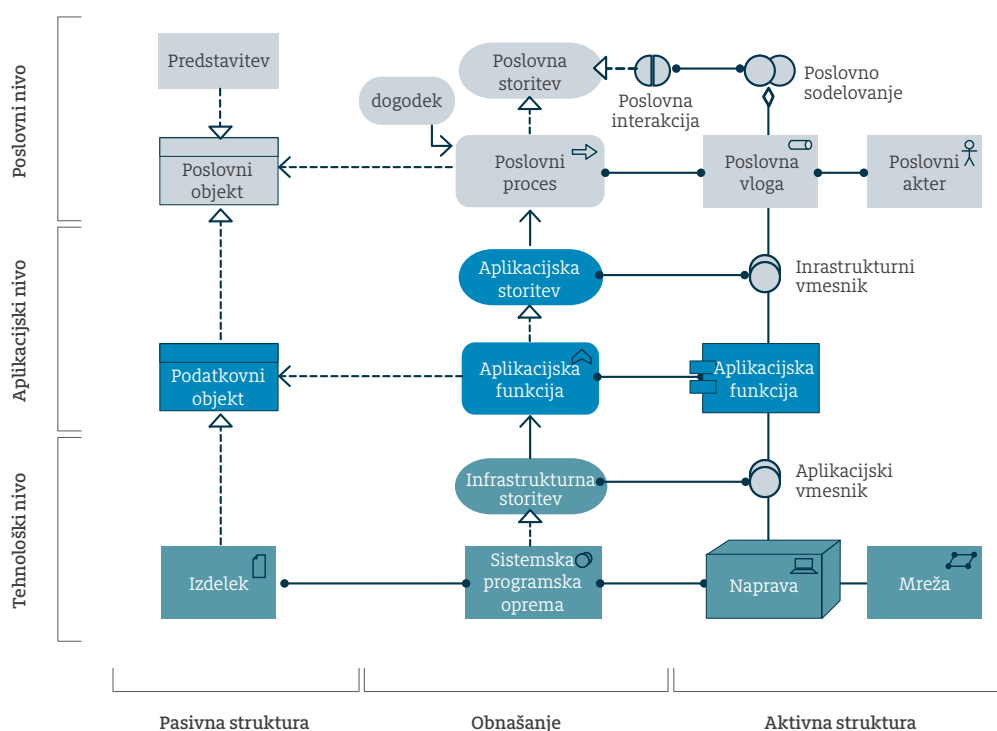 Poslovni nivo
Predstavitev
Poslovna
storitev
Poslovna
interakcija
Poslovno
sodelovanje
dogodek
Poslovni
objekt
Poslovni
proces
Poslovna
vloga
Poslovni
akter
Aplikacijski nivo
Aplikacijska
storitev
Inrastrukturni
vmesnik
Podatkovni
objekt
Aplikacijska
funkcija
Aplikacijska
funkcija
Tehnološki nivo
Infrastrukturna
storitev
Aplikacijski
vmesnik
Izdelek
Sistemska
programska
oprema
Naprava
Mreža
Pasivna struktura
Obnašanje
Aktivna struktura